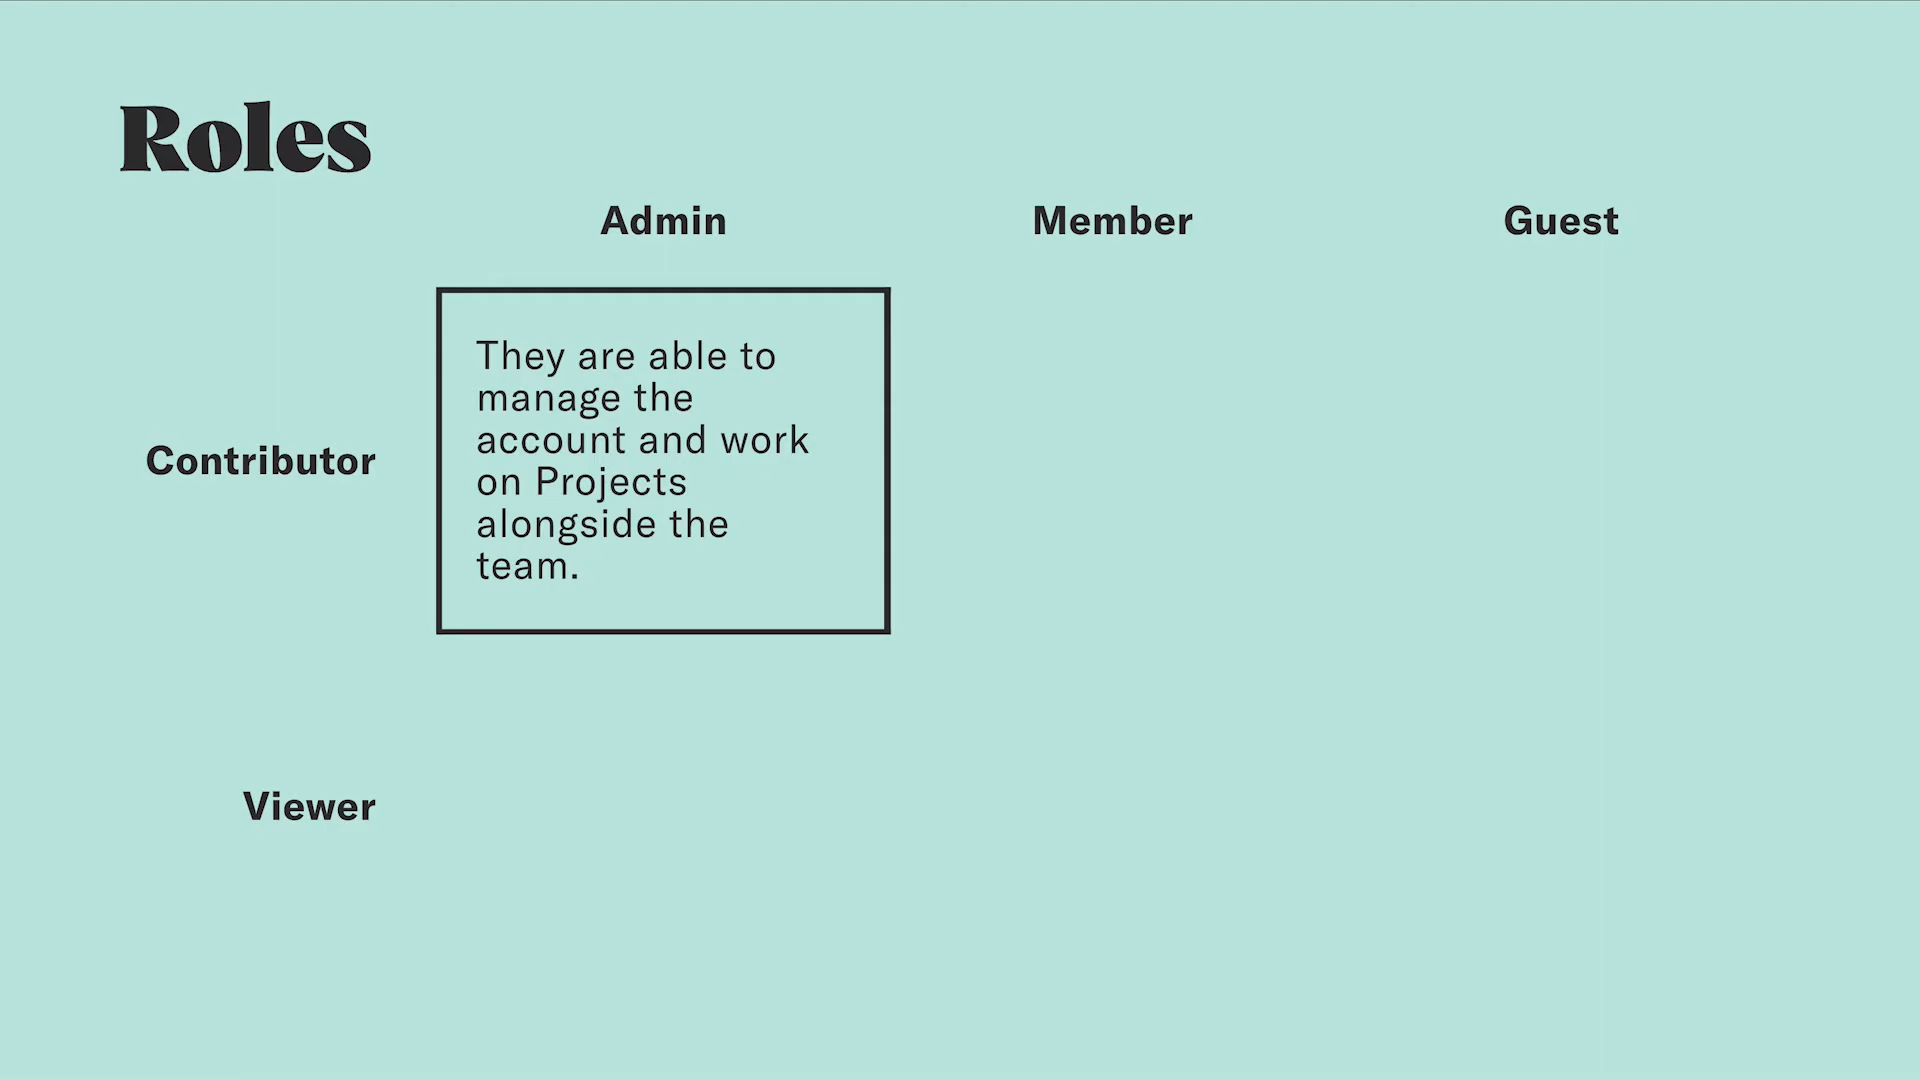 Roles
Admin Member Guest
Contributor
They are able to
manage the
account and work
on Projects
alongside the
team.
Viewer